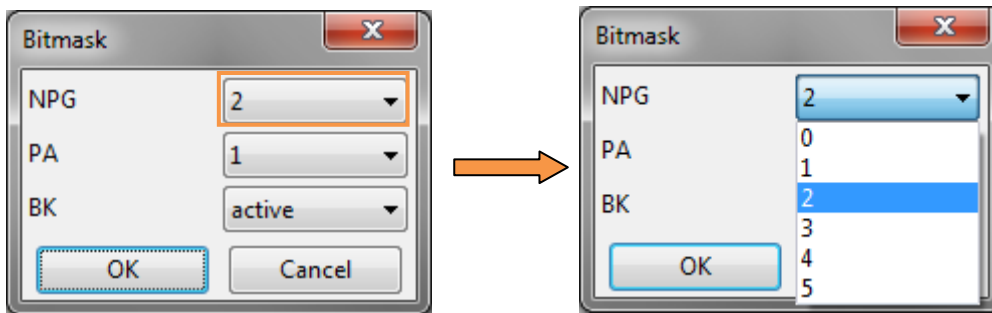 Bitmask
NPG 2
PA 1
BK active
OK Cancel
Bitmask
NPG 2
PA
BK
OK
0
1
2
3
4
5